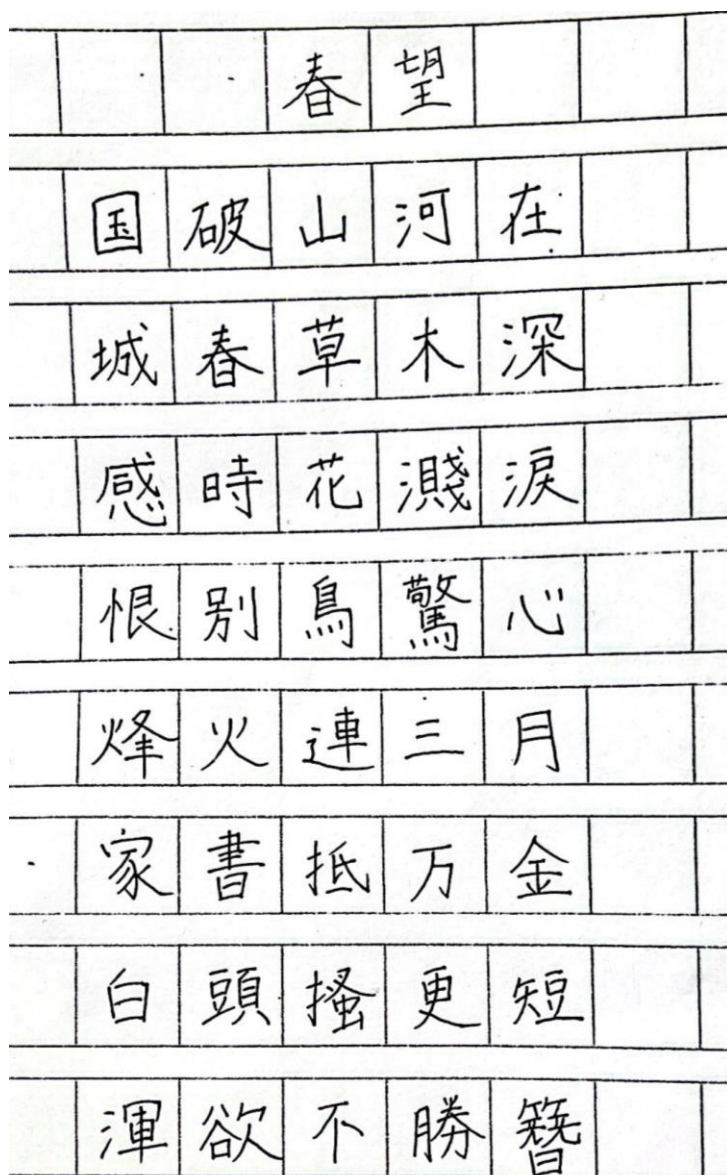 春望
国破山河在
城春草木深
感時花濺淚
恨別鳥驚心
烽火連三月
家書抵万金
白頭搔更短
渾欲不勝簪